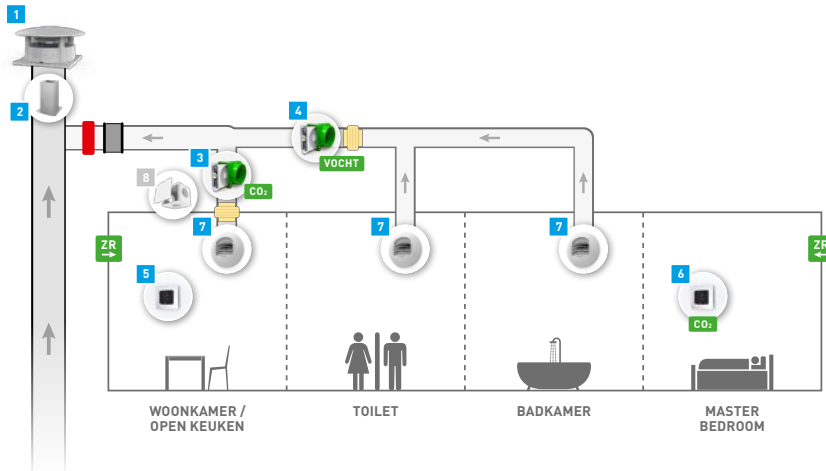 1
2
4
VOCHT
3
CO₂
8
7
7
7
ZR
ZR
5
6
CO₂
WOONKAMER /
OPEN KEUKEN
TOILET
BADKAMER
MASTER
BEDROOM